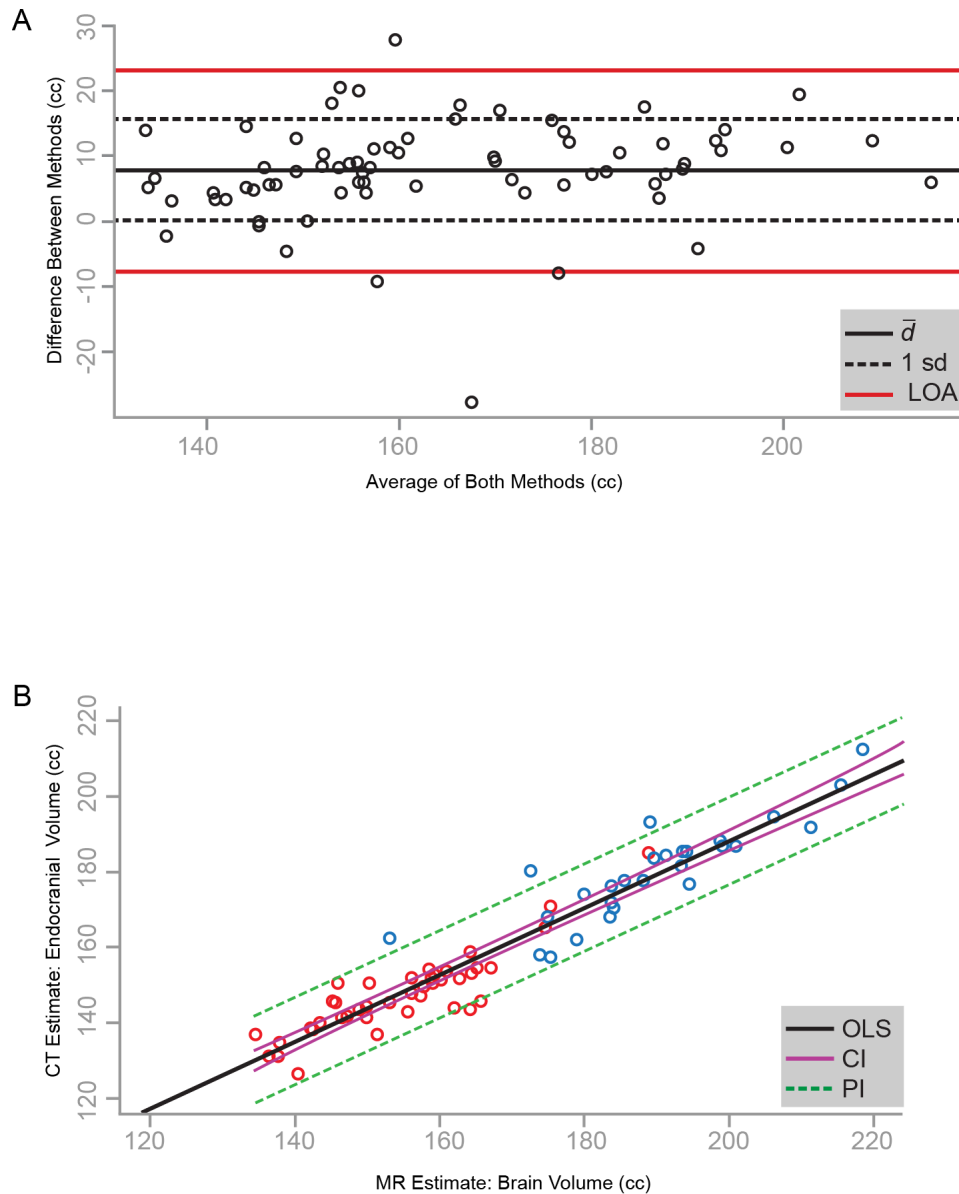 A
Difference Between Methods (cc)
30
20
10
0
-10
-20
140
160
180
200
Average of Both Methods (cc)
d̅
1 sd
LOA
B
CT Estimate: Endocranial Volume (cc)
220
200
180
160
140
120
120
140
160
180
200
220
MR Estimate: Brain Volume (cc)
OLS
CI
PI